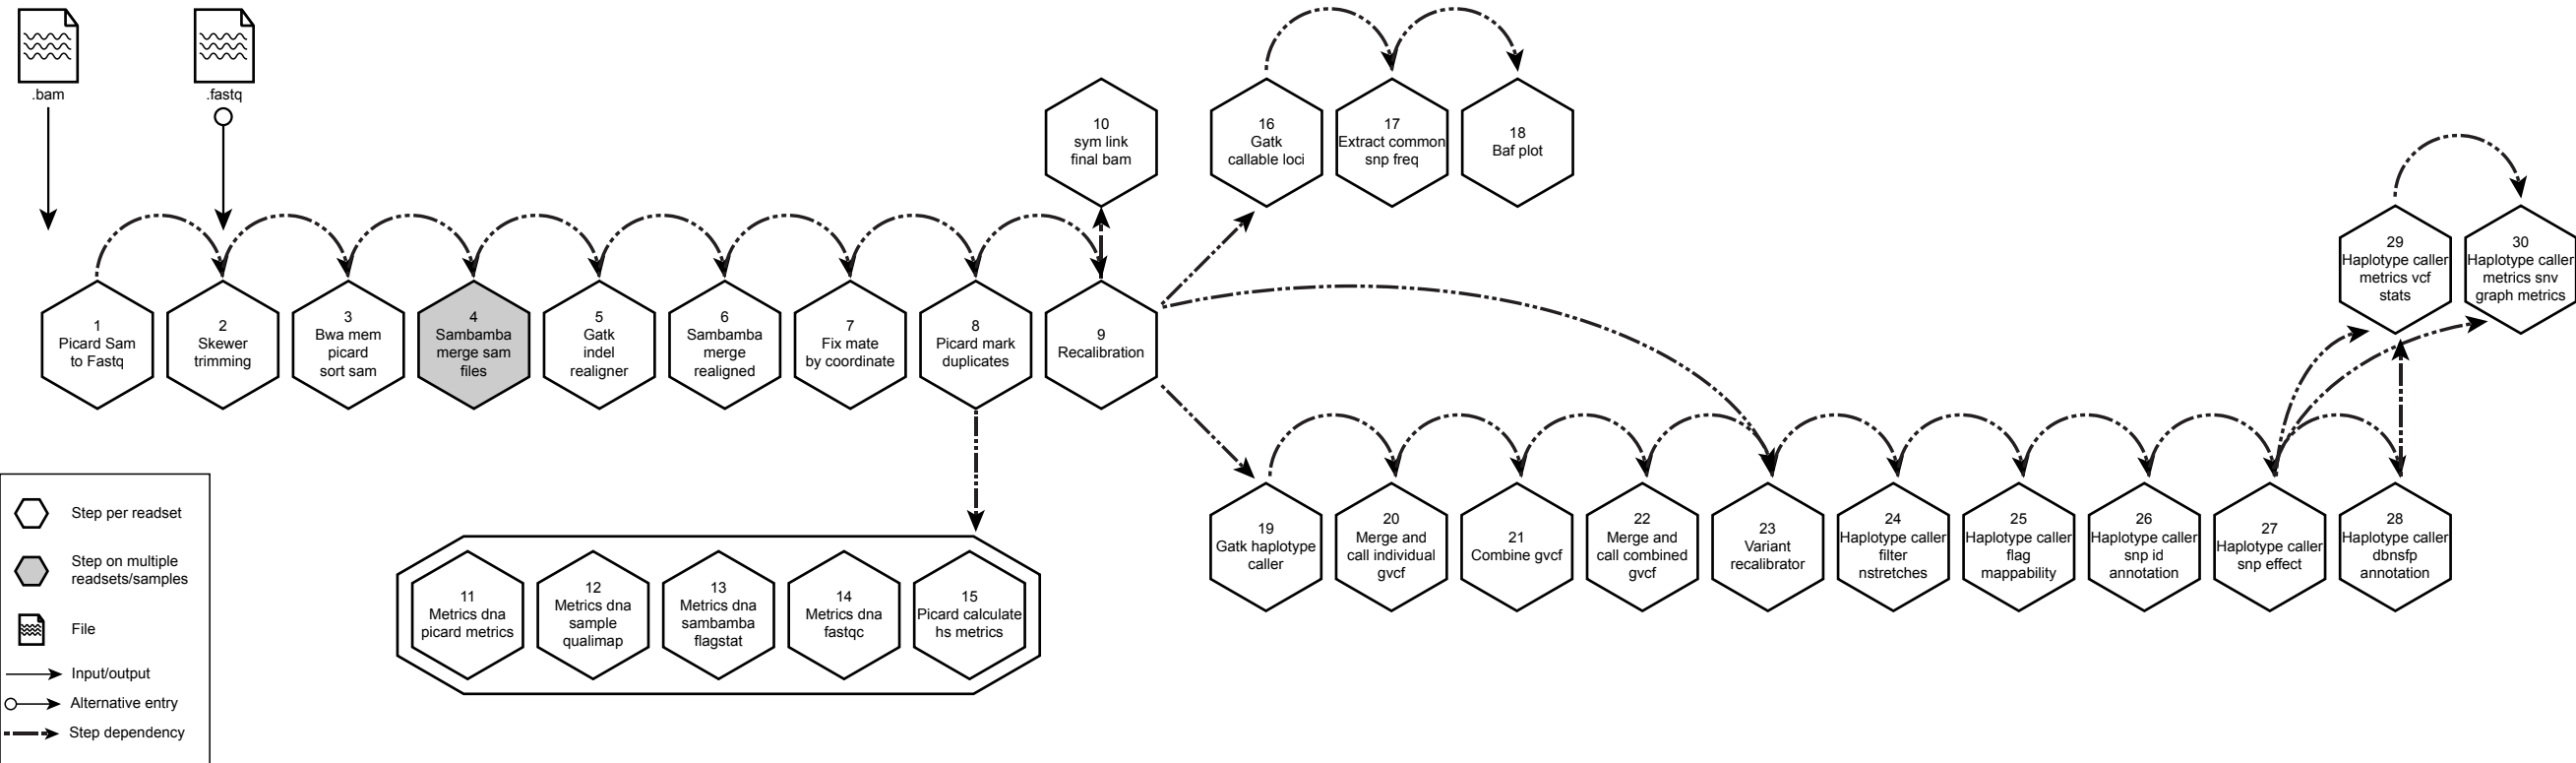 .bam
.fastq
1
Picard Sam
to Fastq
2
Skewer
trimming
3
Bwa mem
picard
sort sam
4
Sambamba
merge sam
files
5
Gatk
indel
realigner
6
Sambamba
merge
realigned
7
Fix mate
by coordinate
8
Picard mark
duplicates
9
Recalibration
10
sym link
final bam
11
Metrics dna
picard metrics
12
Metrics dna
sample
qualimap
13
Metrics dna
sambamba
flagstat
14
Metrics dna
fastqc
15
Picard calculate
hs metrics
16
Gatk
callable loci
17
Extract common
snp freq
18
Baf plot
19
Gatk haplotype
caller
20
Merge and
call individual
gvcf
21
Combine gvcf
22
Merge and
call combined
gvcf
23
Variant
recalibrator
24
Haplotype caller
filter
nstretches
25
Haplotype caller
flag
mappability
26
Haplotype caller
snp id
annotation
27
Haplotype caller
snp effect
28
Haplotype caller
dbnsfp
annotation
29
Haplotype caller
metrics vcf
stats
30
Haplotype caller
metrics snv
graph metrics
Step per readset
Step on multiple
readsets/samples
File
Input/output
Alternative entry
Step dependency